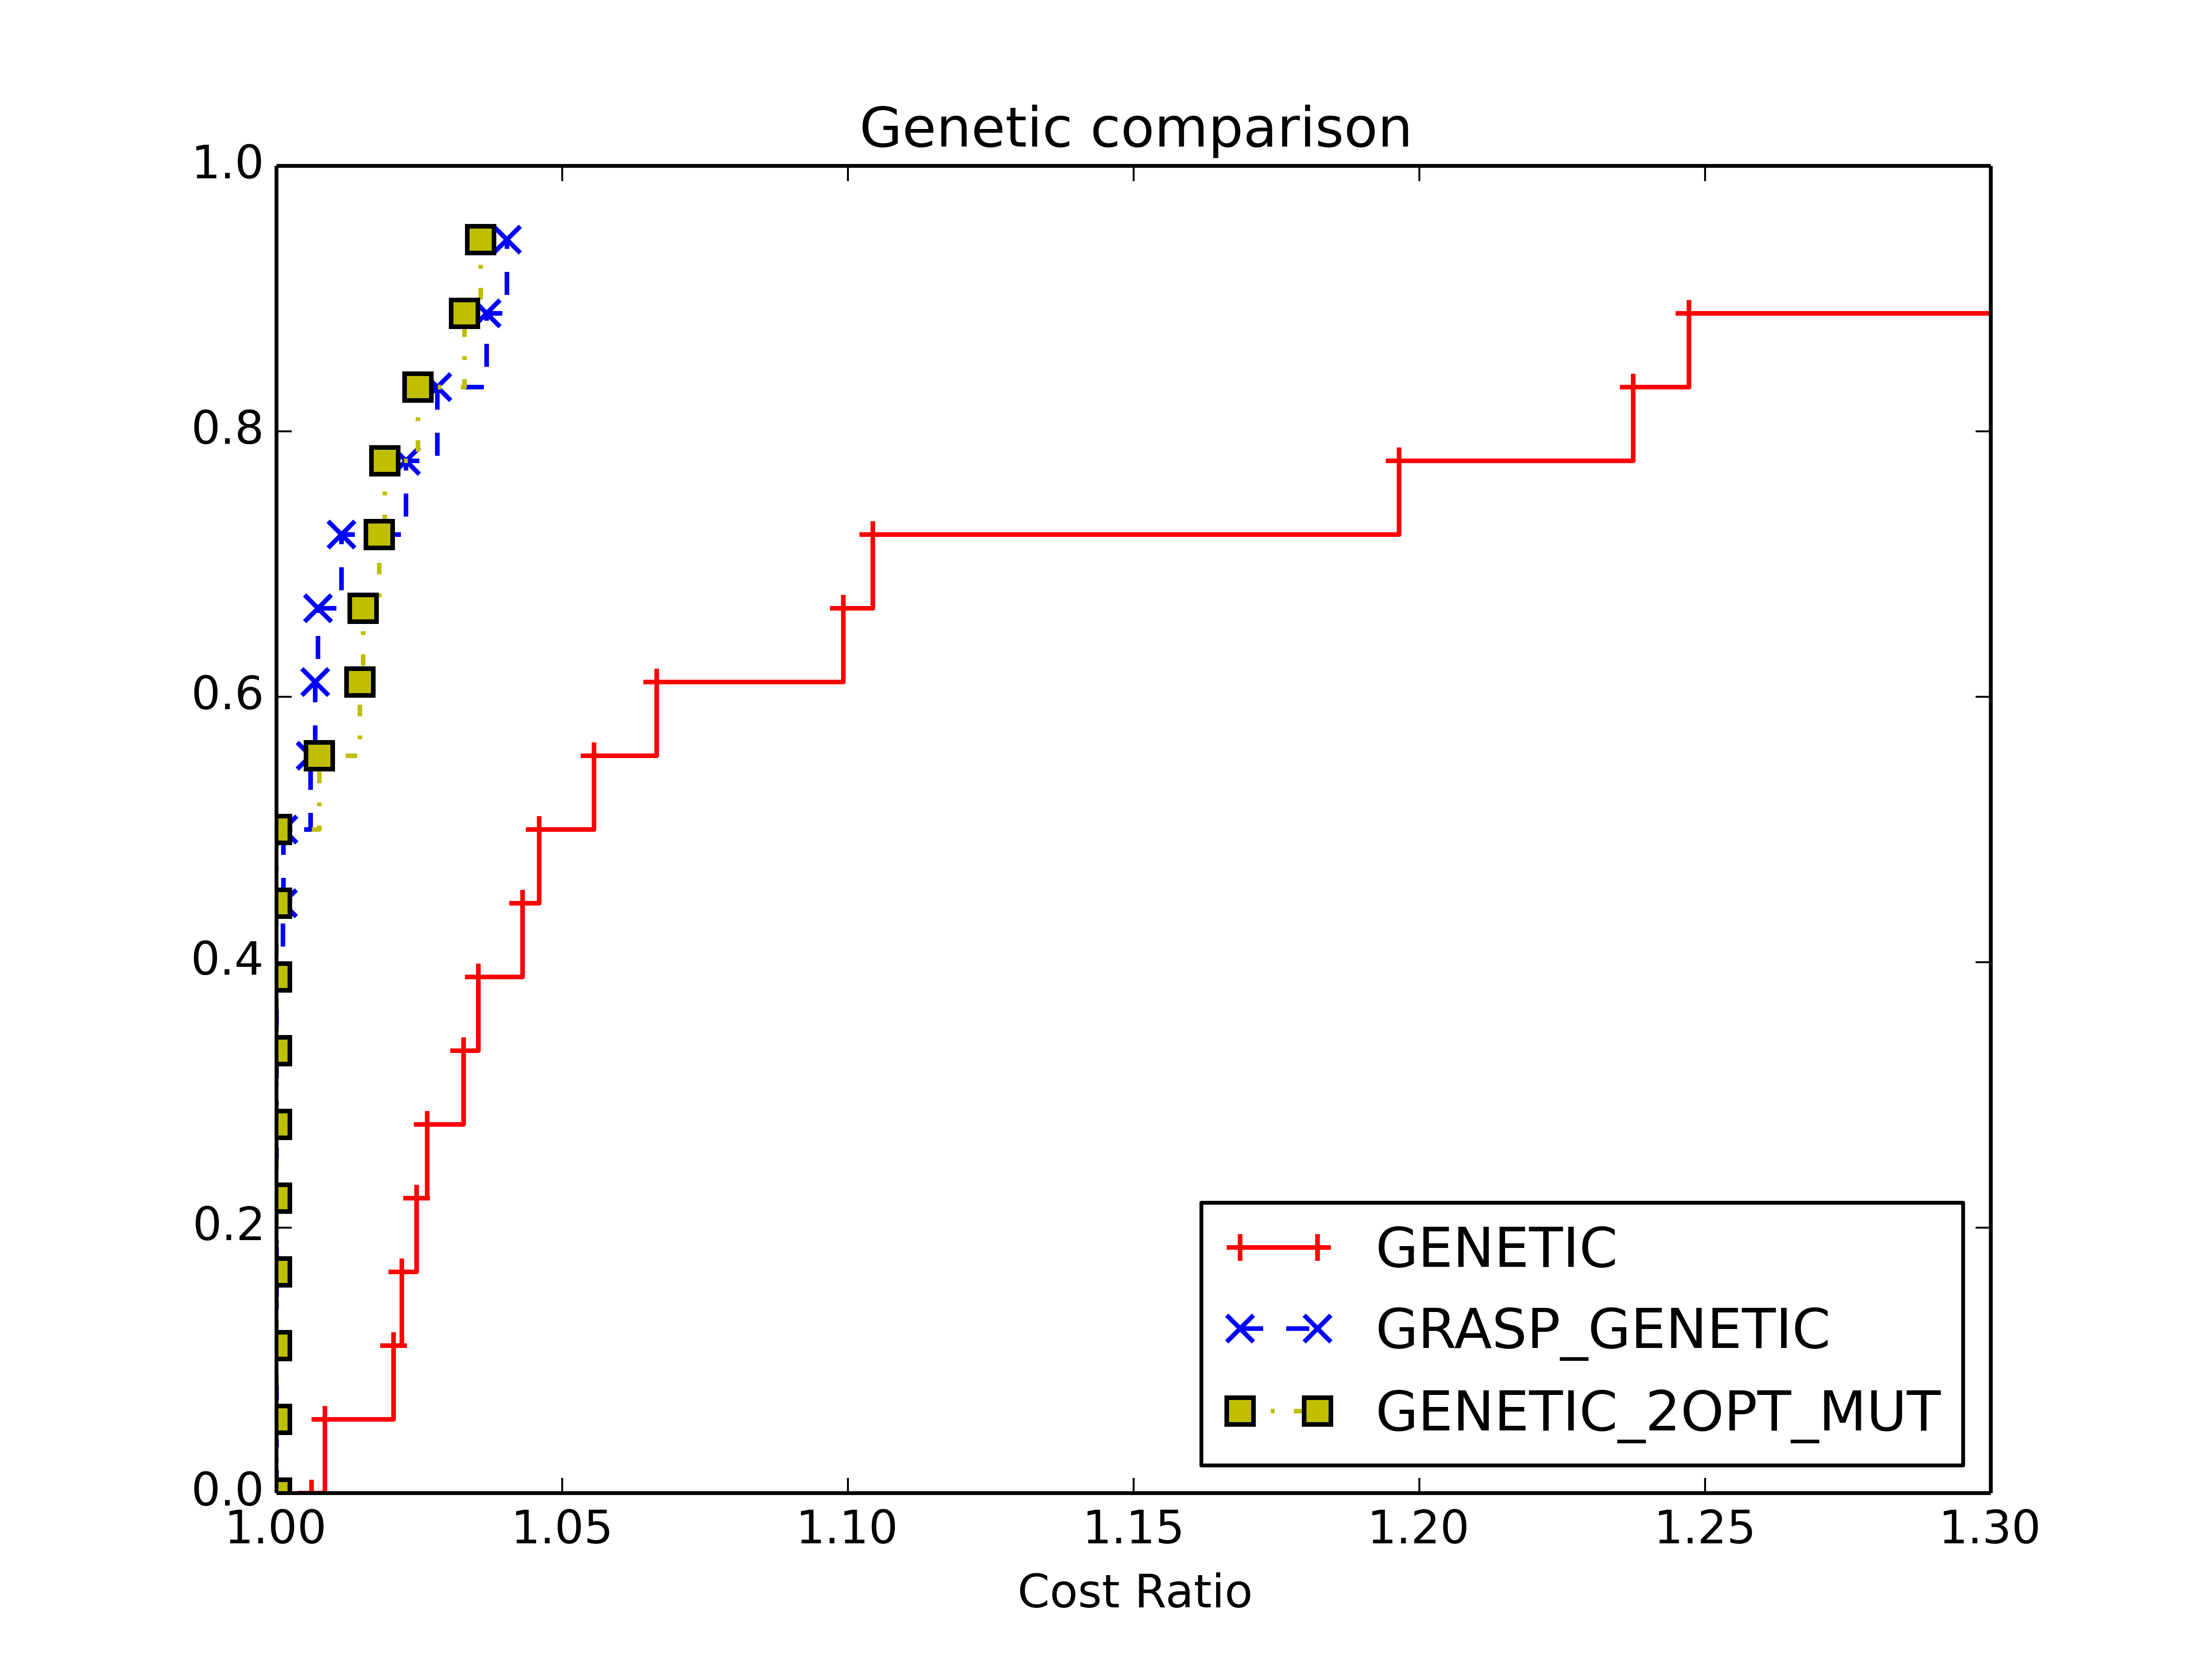 Genetic comparison
1.0
0.8
0.6
0.4
0.2
0.0
1.00 1.05 1.10 1.15 1.20 1.25 1.30
Cost Ratio
GENETIC
GRASP_GENETIC
GENETIC_2OPT_MUT